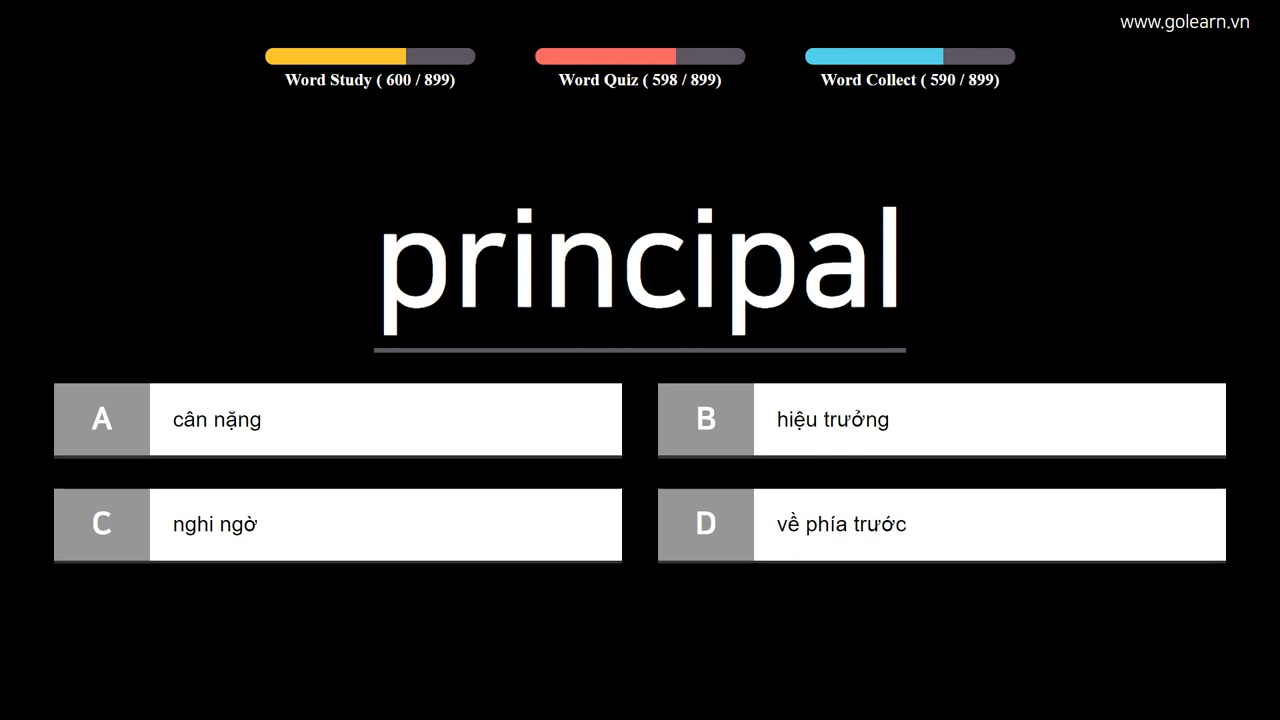 www.golearn.vn
Word Study ( 600 / 899)
Word Quiz ( 598 / 899)
Word Collect ( 590 / 899)
principal
A cân nặng
B hiệu trưởng
C nghi ngờ
D về phía trước